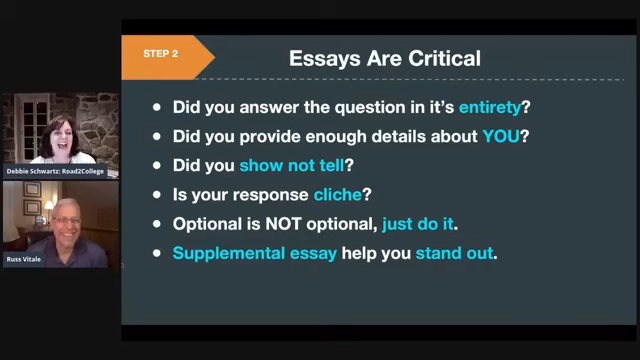 STEP 2
Essays Are Critical
• Did you answer the question in it's entirety?
• Did you provide enough details about YOU?
• Did you show not tell?
• Is your response cliche?
• Optional is NOT optional, just do it.
• Supplemental essay help you stand out.
Debbie Schwartz: Road2College
Russ Vitale